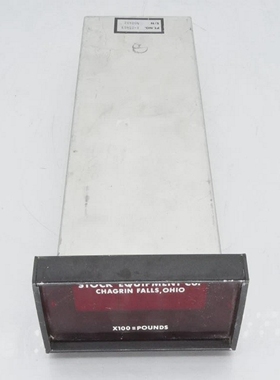 STOCK EQUIPMENT CO.
CHAGRIN FALLS, OHIO
X100 = POUNDS